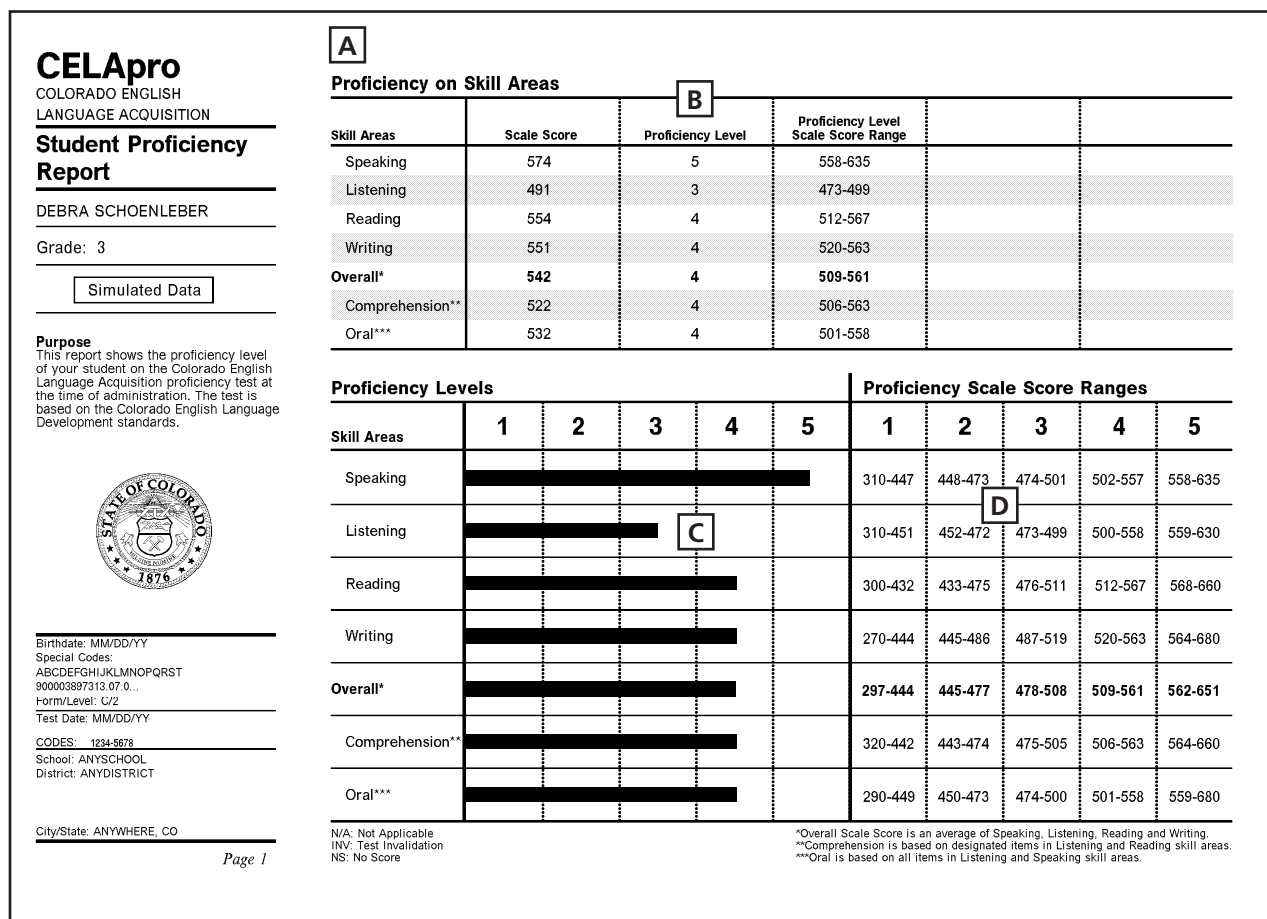 CELApro
COLORADO ENGLISH
LANGUAGE ACQUISITION
Student Proficiency
Report
DEBRA SCHOENLEBER
Grade: 3
Simulated Data
Purpose
This report shows the proficiency level
of your student on the Colorado English
Language Acquisition proficiency test at
the time of administration. The test is
based on the Colorado English Language
Development standards.
STATE OF COLORADO
NIL SINE NUMINE
1876
Birthdate: MM/DD/YY
Special Codes:
ABCDEFGHIJKLMNOPQRST
900003897313.07.0...
Form/Level: C/2
Test Date: MM/DD/YY
CODES: 1234-5678
School: ANYSCHOOL
District: ANYDISTRICT
City/State: ANYWHERE, CO
Page 1
A
Proficiency on Skill Areas
B
Skill Areas Scale Score Proficiency Level Proficiency Level
Scale Score Range
Speaking 574 5 558-635
Listening 491 3 473-499
Reading 554 4 512-567
Writing 551 4 520-563
Overall* 542 4 509-561
Comprehension** 522 4 506-563
Oral*** 532 4 501-558
Proficiency Levels Proficiency Scale Score Ranges
Skill Areas 1 2 3 4 5 1 2 3 4 5
Speaking 310-447 448-473 474-501 502-557 558-635
D
Listening C 310-451 452-472 473-499 500-558 559-630
Reading 300-432 433-475 476-511 512-567 568-660
Writing 270-444 445-486 487-519 520-563 564-680
Overall* 297-444 445-477 478-508 509-561 562-651
Comprehension** 320-442 443-474 475-505 506-563 564-660
Oral*** 290-449 450-473 474-500 501-558 559-680
N/A: Not Applicable
INV: Test Invalidation
NS: No Score
*Overall Scale Score is an average of Speaking, Listening, Reading and Writing.
**Comprehension is based on designated items in Listening and Reading skill areas.
***Oral is based on all items in Listening and Speaking skill areas.